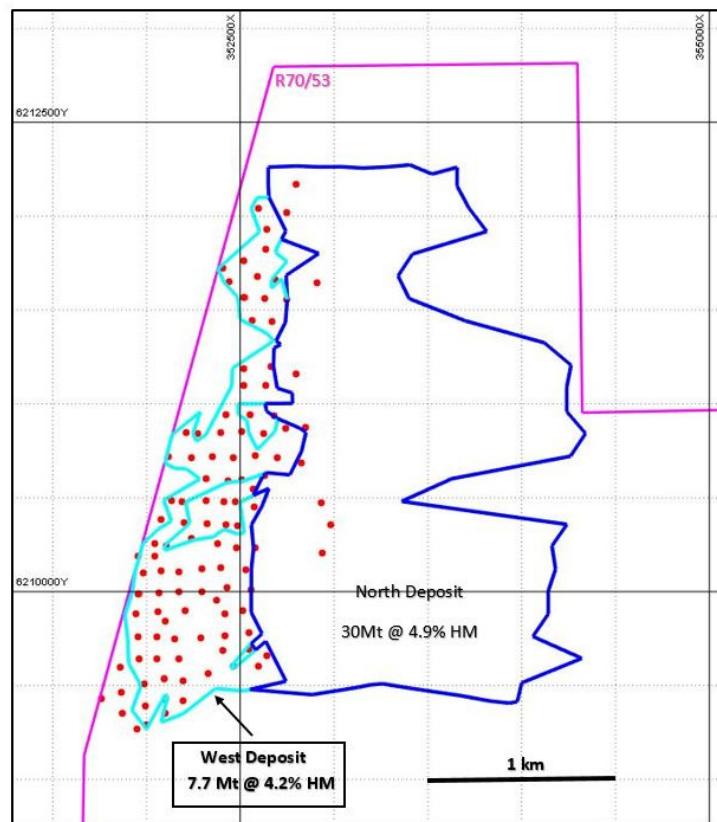 352500X
355000X
R70/53
6212500Y
6210000Y
North Deposit
30Mt @ 4.9% HM
1 km
West Deposit
7.7 Mt @ 4.2% HM